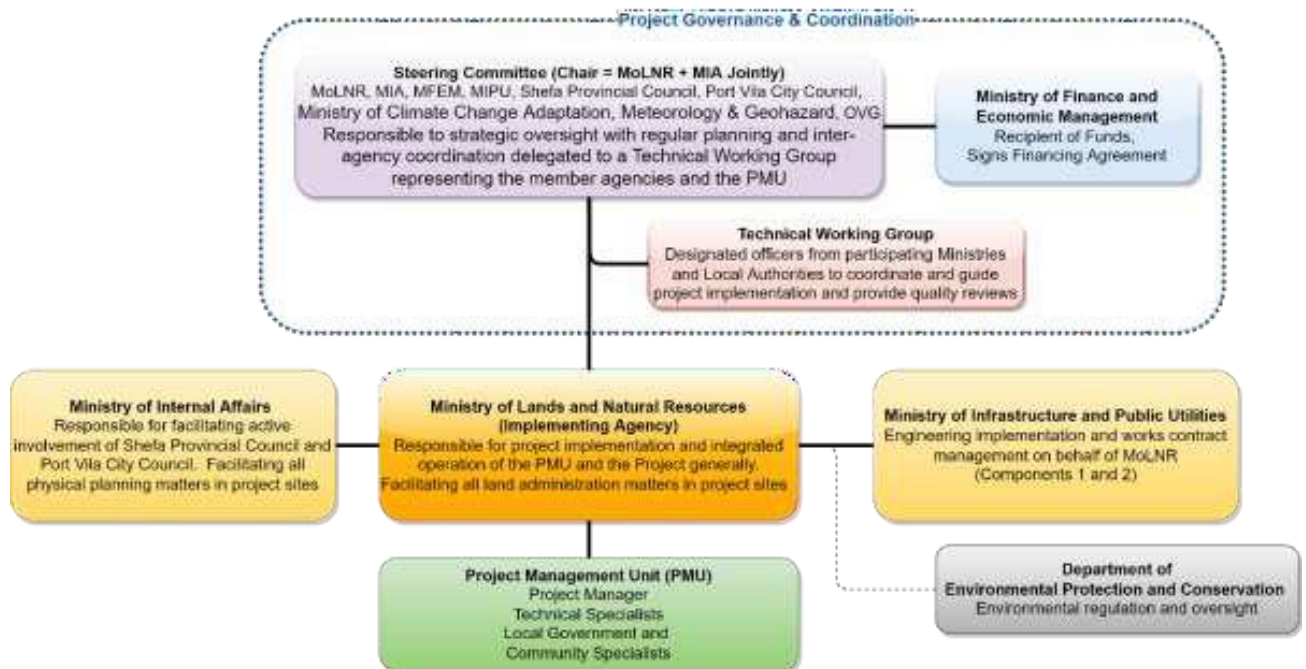 Project Governance & Coordination
Steering Committee (Chair = MoLNR + MIA Jointly)
MoLNR, MIA, MFEM, MIPU, Shefa Provincial Council, Port Vila City Council,
Ministry of Climate Change Adaptation, Meteorology & Geohazard, OVG
Responsible to strategic oversight with regular planning and inter-
agency coordination delegated to a Technical Working Group
representing the member agencies and the PMU
Ministry of Finance and
Economic Management
Recipient of Funds,
Signs Financing Agreement
Technical Working Group
Designated officers from participating Ministries
and Local Authorities to coordinate and guide
project implementation and provide quality reviews
Ministry of Internal Affairs
Responsible for facilitating active
involvement of Shefa Provincial Council and
Port Vila City Council. Facilitating all
physical planning matters in project sites
Ministry of Lands and Natural Resources
(Implementing Agency)
Responsible for project implementation and integrated
operation of the PMU and the Project generally.
Facilitating all land administration matters in project sites
Ministry of Infrastructure and Public Utilities
Engineering implementation and works contract
management on behalf of MoLNR
(Components 1 and 2)
Project Management Unit (PMU)
Project Manager
Technical Specialists
Local Government and
Community Specialists
Department of
Environmental Protection and Conservation
Environmental regulation and oversight